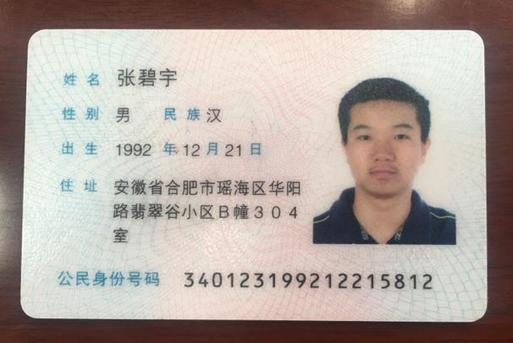 姓名 张碧宇
性别 男 民族 汉
出生 1992 年 12 月 21 日
住址 安徽省合肥市瑶海区华阳
路翡翠谷小区B幢304
室
公民身份号码 340123199212215812